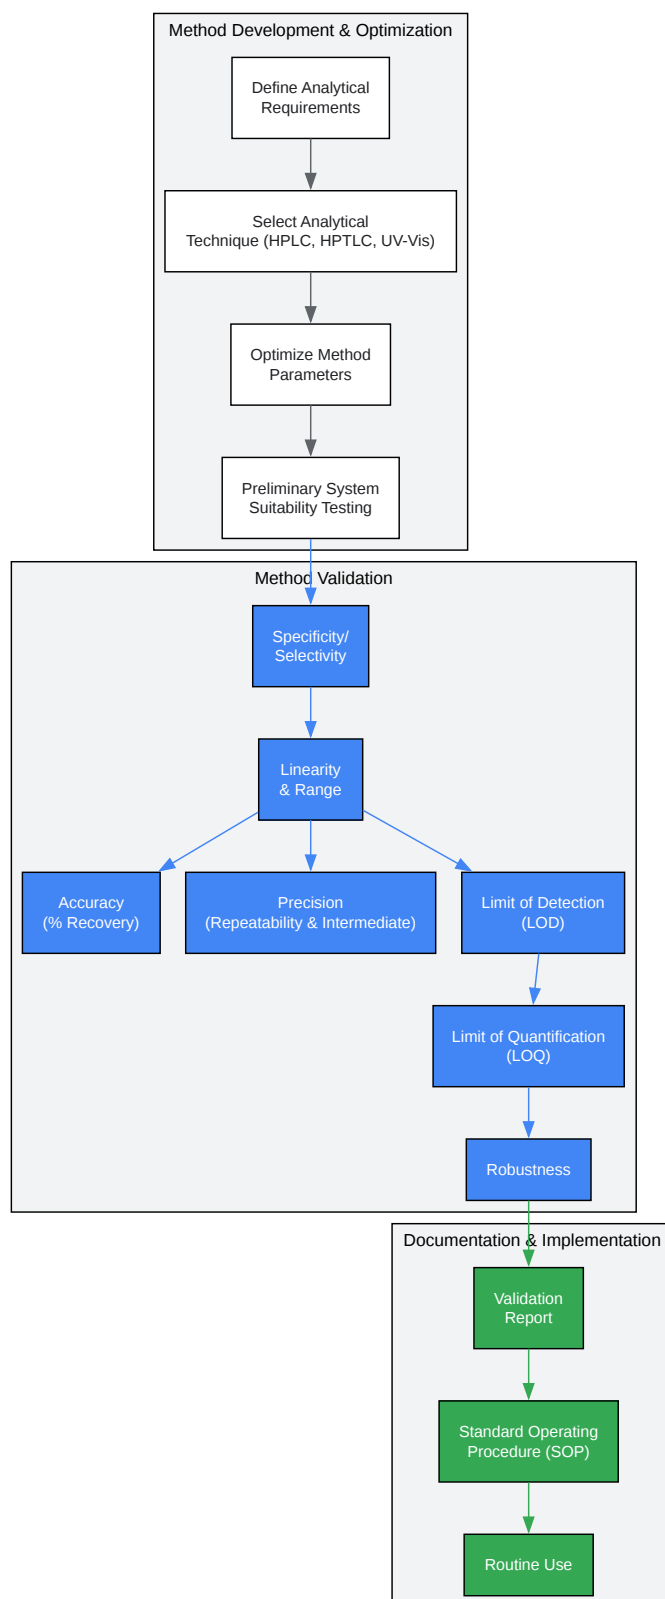 Method Development & Optimization
Define Analytical
Requirements
Select Analytical
Technique (HPLC, HPTLC, UV-Vis)
Optimize Method
Parameters
Preliminary System
Suitability Testing
Method Validation
Specificity/
Selectivity
Linearity
& Range
Accuracy
(% Recovery)
Precision
(Repeatability & Intermediate)
Limit of Detection
(LOD)
Limit of Quantification
(LOQ)
Robustness
Documentation & Implementation
Validation
Report
Standard Operating
Procedure (SOP)
Routine Use